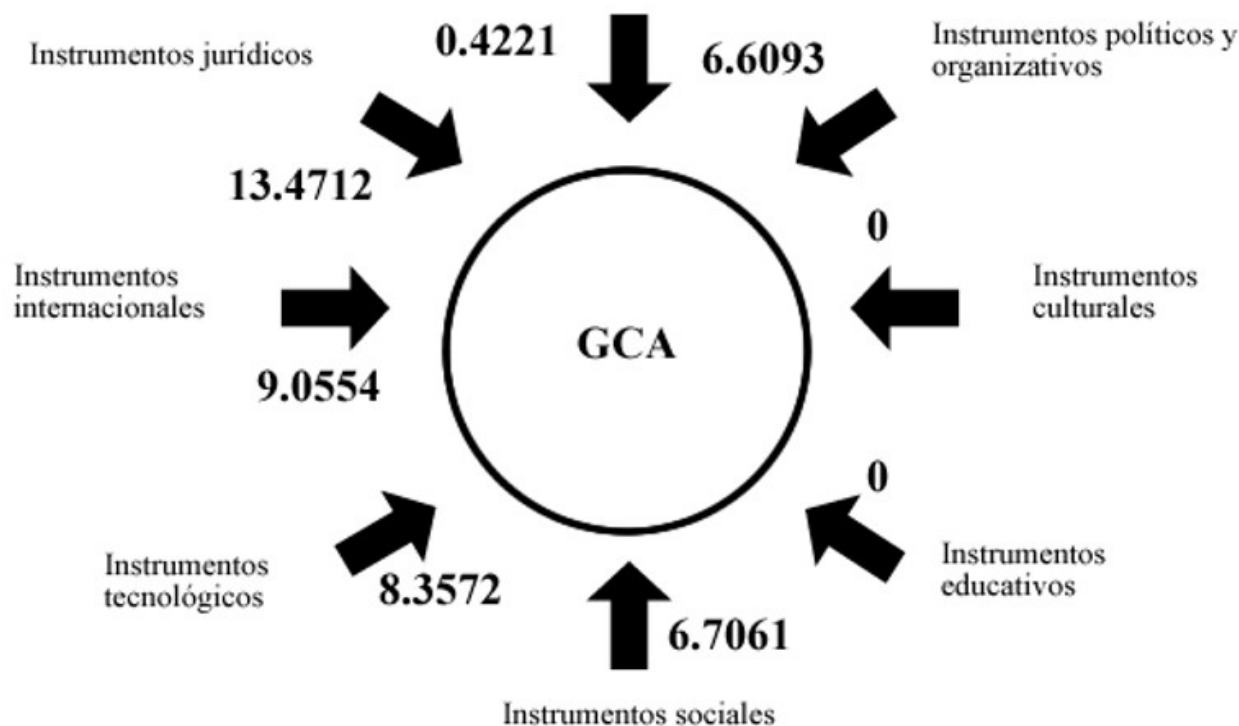 Instrumentos jurídicos
0.4221
6.6093
Instrumentos políticos y
organizativos
13.4712
0
Instrumentos
internacionales
GCA
Instrumentos
culturales
9.0554
0
Instrumentos
tecnológicos
8.3572
Instrumentos
educativos
6.7061
Instrumentos sociales